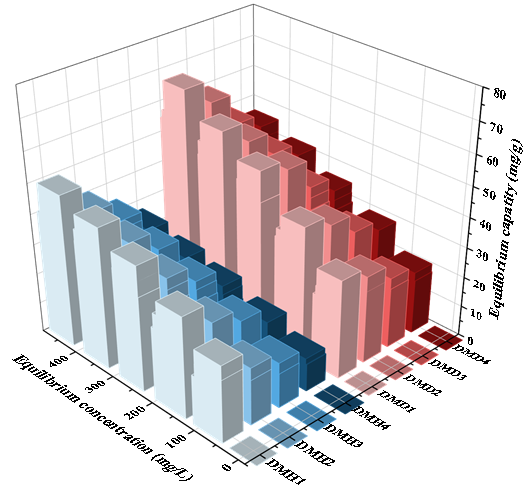 80
70
60
50
40
30
20
10
0
Equilibrium capatity (mg/g)
400
300
200
100
0
Equilibrium concentration (mg/L)
DMH1
DMH2
DMH3
DMH4
DMD1
DMD2
DMD3
DMD4